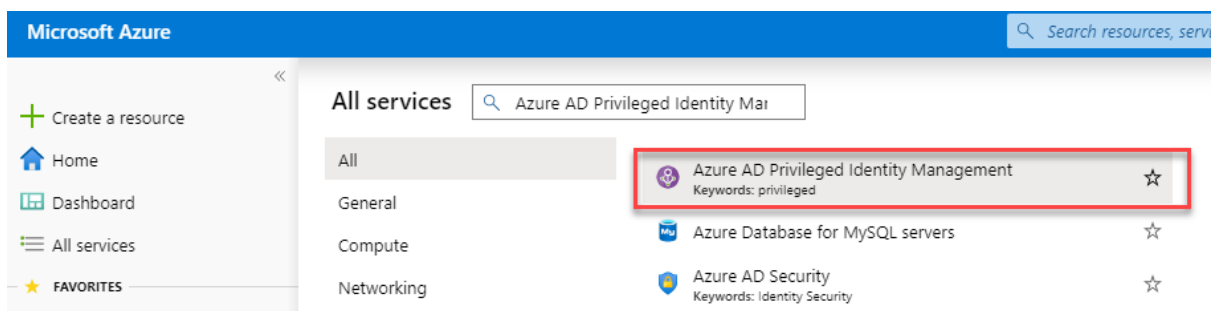 Microsoft Azure
Search resources, serv
«
Create a resource
Home
Dashboard
All services
FAVORITES
All services
Azure AD Privileged Identity Mar
All
General
Compute
Networking
Azure AD Privileged Identity Management
Keywords: privileged
My
Azure Database for MySQL servers
Azure AD Security
Keywords: Identity Security